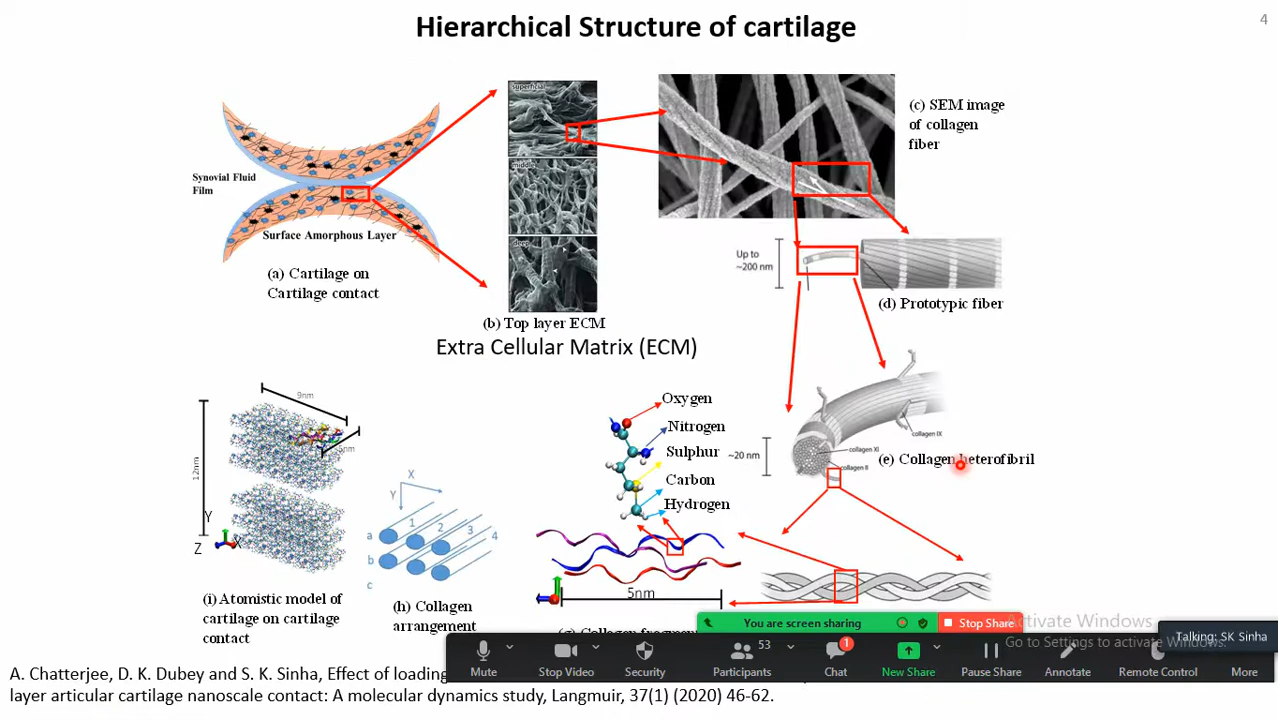 Hierarchical Structure of cartilage
4
superficial
middle
deep
(c) SEM image
of collagen
fiber
Synovial Fluid
Film
Surface Amorphous Layer
(a) Cartilage on
Cartilage contact
Up to
~200 nm
(d) Prototypic fiber
(b) Top layer ECM
Extra Cellular Matrix (ECM)
9nm
12nm
5nm
Y
Z
X
X
Y
1
2
3
4
a
b
c
Oxygen
Nitrogen
Sulphur
Carbon
Hydrogen
~20 nm
collagen IX
collagen XI
collagen II
(e) Collagen heterofibril
5nm
(i) Atomistic model of
cartilage on cartilage
contact
(h) Collagen
arrangement
You are screen sharing
Stop Share
Activate Windows
Go to Settings to activate Windows.
Talking: SK Sinha
53
1
Mute
Stop Video
Security
Participants
Chat
New Share
Pause Share
Annotate
Remote Control
More
A. Chatterjee, D. K. Dubey and S. K. Sinha, Effect of loading
layer articular cartilage nanoscale contact: A molecular dynamics study, Langmuir, 37(1) (2020) 46-62.